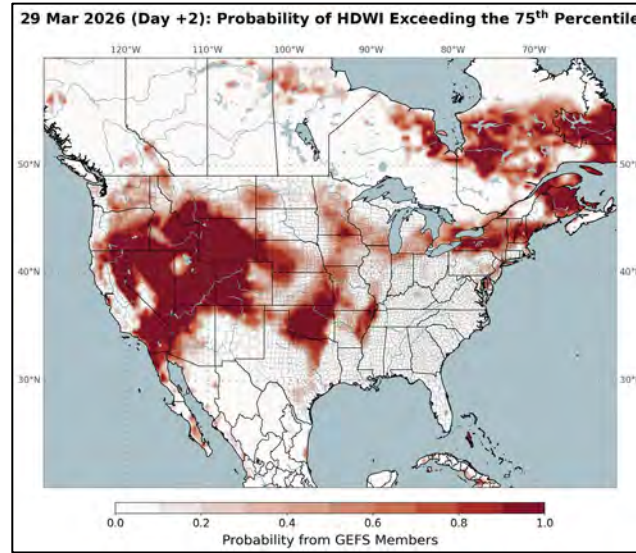 29 Mar 2026 (Day +2): Probability of HDWI Exceeding the 75th Percentile
120°W 110°W 100°W 90°W 80°W 70°W
50°N 50°N
40°N 40°N
30°N 30°N
0.0 0.2 0.4 0.6 0.8 1.0
Probability from GEFS Members